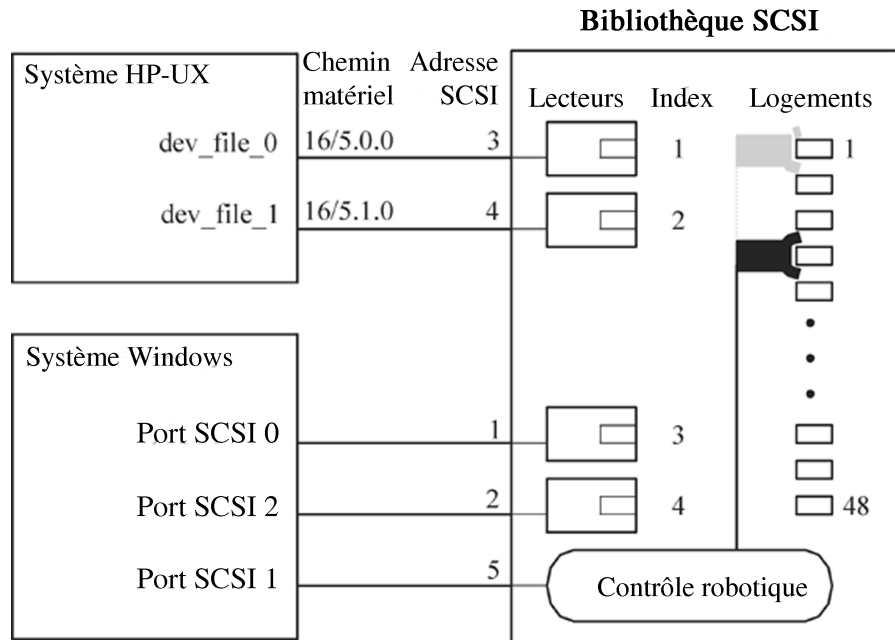 Bibliothèque SCSI
Système HP-UX
Chemin matériel
Adresse SCSI
Lecteurs Index Logements
dev_file_0 16/5.0.0 3 1 1
dev_file_1 16/5.1.0 4 2
Système Windows
Port SCSI 0 1 3
Port SCSI 2 2 4 48
Port SCSI 1 5
Contrôle robotique